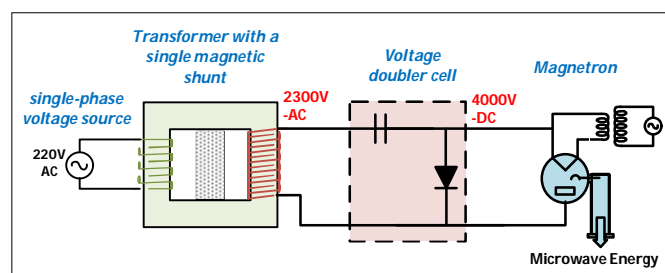 Transformer with a
single magnetic
shunt
Voltage
doubler cell
Magnetron
single-phase
voltage source
2300V
-AC
4000V
-DC
220V
AC
Microwave Energy